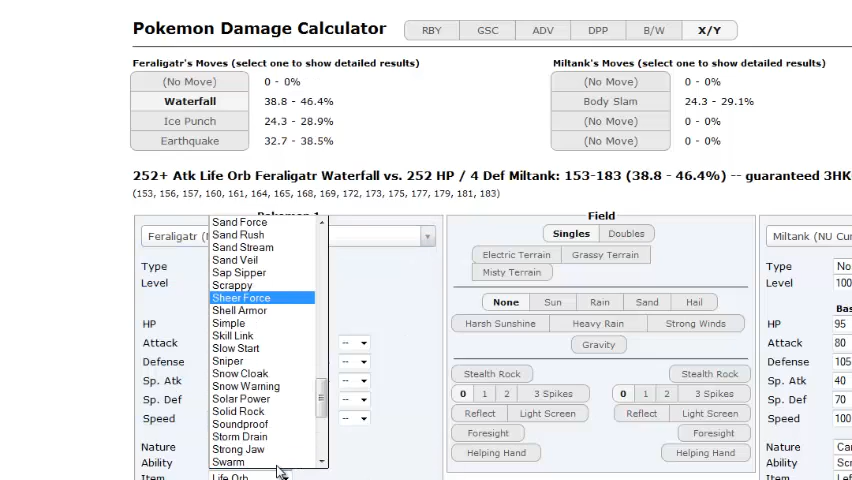 Pokemon Damage Calculator RBY GSC ADV DPP B/W X/Y
Feraligatr's Moves (select one to show detailed results) Miltank's Moves (select one to show detailed results)
(No Move) 0 - 0% (No Move) 0 - 0%
Waterfall 38.8 - 46.4% Body Slam 24.3 - 29.1%
Ice Punch 24.3 - 28.9% (No Move) 0 - 0%
Earthquake 32.7 - 38.5% (No Move) 0 - 0%
252+ Atk Life Orb Feraligatr Waterfall vs. 252 HP / 4 Def Miltank: 153-183 (38.8 - 46.4%) -- guaranteed 3HK
(153, 156, 157, 160, 161, 164, 165, 168, 169, 172, 173, 175, 177, 179, 181, 183)
Feraligatr (
Type
Level
HP
Attack --
Defense --
Sp. Atk --
Sp. Def --
Speed --
Nature
Ability
Item Life Orb
Sand Force
Sand Rush
Sand Stream
Sand Veil
Sap Sipper
Scrappy
Sheer Force
Shell Armor
Simple
Skill Link
Slow Start
Sniper
Snow Cloak
Snow Warning
Solar Power
Solid Rock
Soundproof
Storm Drain
Strong Jaw
Swarm
Field
Singles Doubles
Electric Terrain Grassy Terrain
Misty Terrain
None Sun Rain Sand Hail
Harsh Sunshine Heavy Rain Strong Winds
Gravity
Stealth Rock Stealth Rock
0 1 2 3 Spikes 0 1 2 3 Spikes
Reflect Light Screen Reflect Light Screen
Foresight Foresight
Helping Hand Helping Hand
Miltank (NU Cu
Type No
Level 100
Bas
HP 95
Attack 80
Defense 105
Sp. Atk 40
Sp. Def 70
Speed 100
Nature Ca
Ability Sc
Item